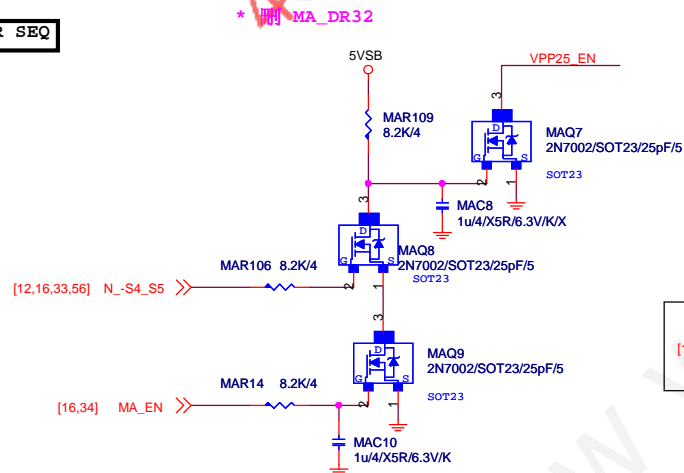 * 刪 MA_DR32
R SEQ
5VSB
VPP25_EN
3
MAR109
8.2K/4
D
G
S
MAQ7
2N7002/SOT23/25pF/5
SOT23
2
1
3
MAC8
1u/4/X5R/6.3V/K/X
D
G
S
MAQ8
2N7002/SOT23/25pF/5
SOT23
MAR106 8.2K/4
[12,16,33,56] N_-S4_S5
2
1
3
D
G
S
MAQ9
2N7002/SOT23/25pF/5
SOT23
MAR14 8.2K/4
[16,34] MA_EN
2
1
MAC10
1u/4/X5R/6.3V/K